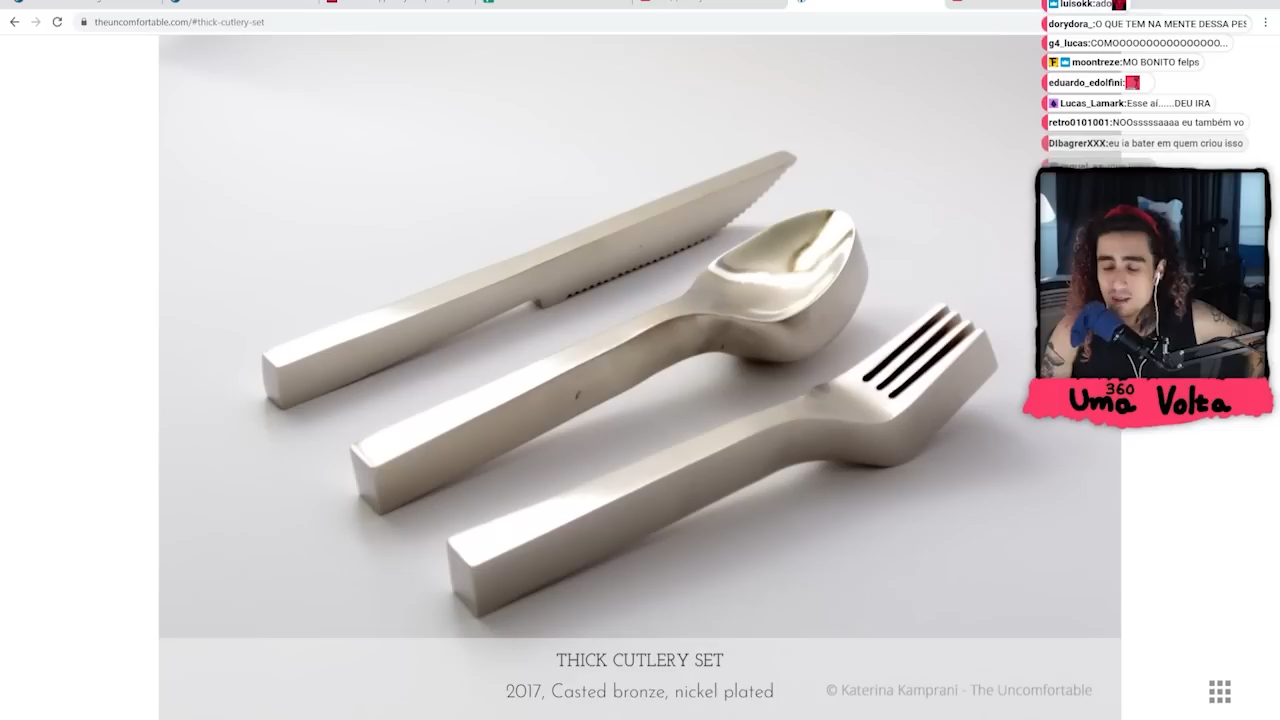 theuncomfortable.com/#thick-cutlery-set
luisokk:ado
dorydora_:O QUE TEM NA MENTE DESSA PES
g4_lucas:COMOOOOOOOOOOOOOOOO...
moontreze:MO BONITO felps
eduardo_edolfini:
Lucas_Lamark:Esse aí......DEU IRA
retro0101001:NOOsssssaaaa eu também vo
DIbagrerXXX:eu ia bater em quem criou isso
360
Uma Volta
THICK CUTLERY SET
2017, Casted bronze, nickel plated
© Katerina Kamprani - The Uncomfortable